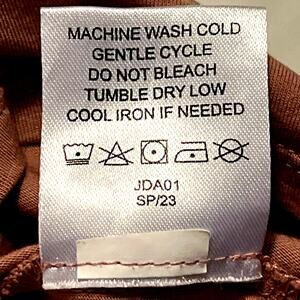 MACHINE WASH COLD
GENTLE CYCLE
DO NOT BLEACH
TUMBLE DRY LOW
COOL IRON IF NEEDED
JDA01
SP/23